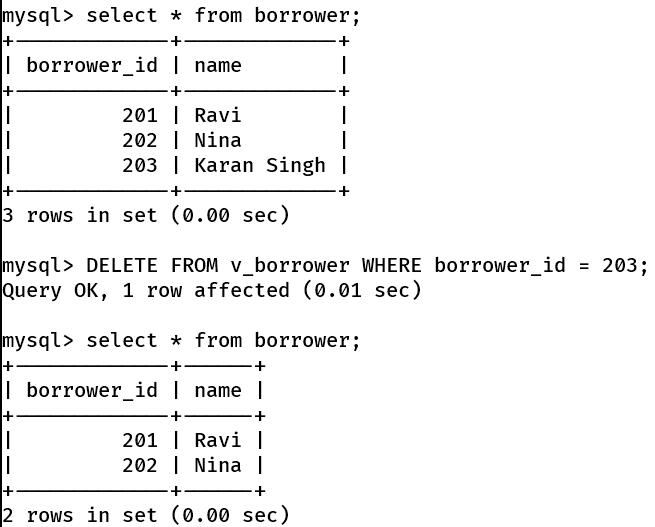 mysql> select * from borrower;
+-------------+-------------+
| borrower_id | name        |
+-------------+-------------+
|         201 | Ravi        |
|         202 | Nina        |
|         203 | Karan Singh |
+-------------+-------------+
3 rows in set (0.00 sec)

mysql> DELETE FROM v_borrower WHERE borrower_id = 203;
Query OK, 1 row affected (0.01 sec)

mysql> select * from borrower;
+-------------+------+
| borrower_id | name |
+-------------+------+
|         201 | Ravi |
|         202 | Nina |
+-------------+------+
2 rows in set (0.00 sec)